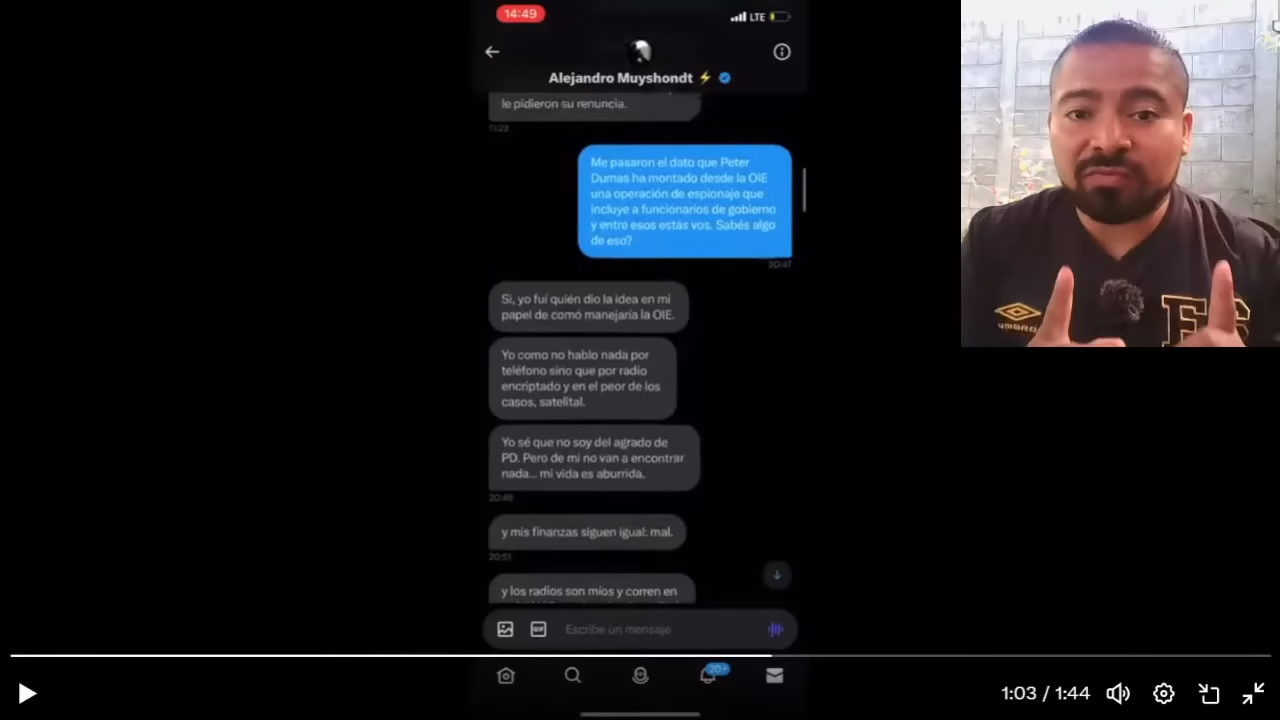 14:49
LTE
Alejandro Muyshondt
le pidieron su renuncia.
11:22
Me pasaron el dato que Peter
Dumas ha montado desde la OIE
una operación de espionaje que
incluye a funcionarios de gobierno
y entre esos estás vos. Sabés algo
de eso?
20:47
Si, yo fuí quién dio la idea en mi
papel de comó manejaría la OIE.
Yo como no hablo nada por
teléfono sino que por radio
encriptado y en el peor de los
casos, satelital.
Yo sé que no soy del agrado de
PD. Pero de mi no van a encontrar
nada... mi vida es aburrida.
20:49
y mis finanzas siguen igual: mal.
20:51
y los radios son míos y corren en
GIF
Escribe un mensaje
20+
UMBRO
ES
1:03 / 1:44